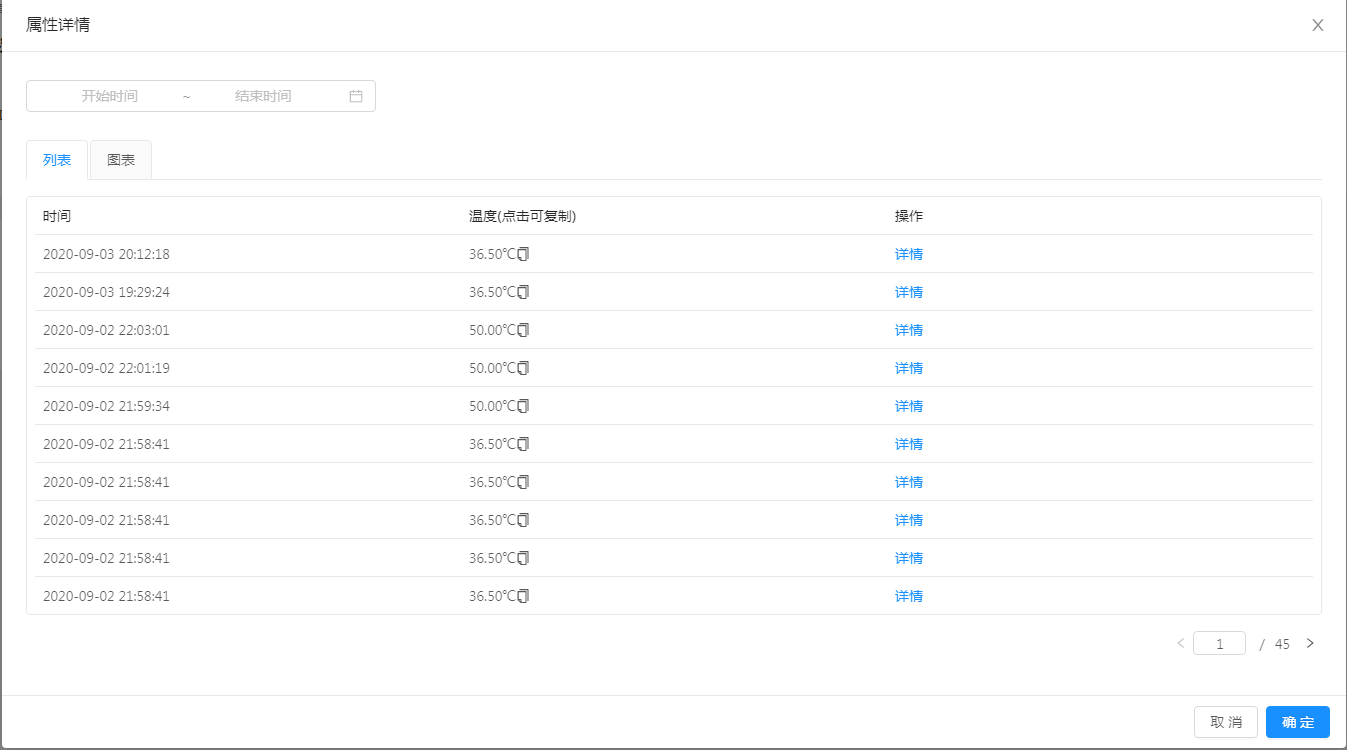 属性详情
开始时间 ~ 结束时间
列表 图表
时间 温度(点击可复制) 操作
2020-09-03 20:12:18 36.50℃ 详情
2020-09-03 19:29:24 36.50℃ 详情
2020-09-02 22:03:01 50.00℃ 详情
2020-09-02 22:01:19 50.00℃ 详情
2020-09-02 21:59:34 50.00℃ 详情
2020-09-02 21:58:41 36.50℃ 详情
2020-09-02 21:58:41 36.50℃ 详情
2020-09-02 21:58:41 36.50℃ 详情
2020-09-02 21:58:41 36.50℃ 详情
2020-09-02 21:58:41 36.50℃ 详情
< 1 / 45 >
取 消 确 定